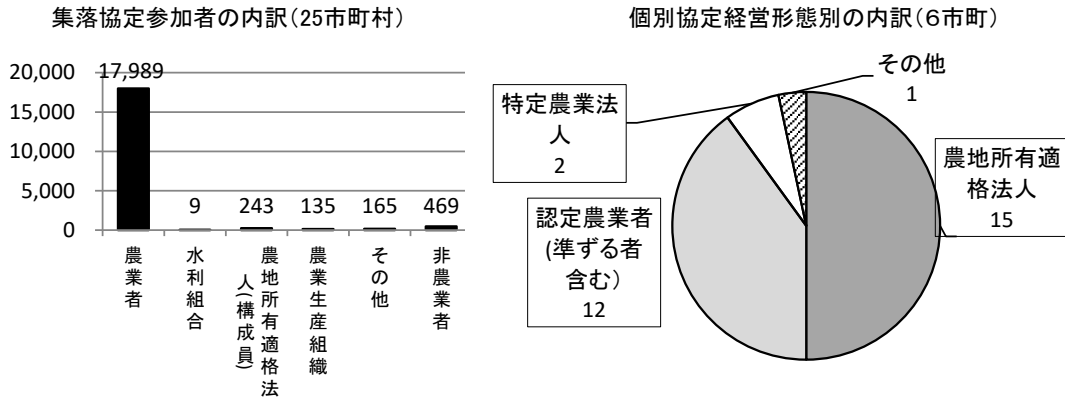 集落協定参加者の内訳（25市町村）
20,000
15,000
10,000
5,000
0
17,989
9
243
135
165
469
農業者
水利組合
農地所有適格法
人（構成員）
農業生産組織
その他
非農業者
個別協定経営形態別の内訳（６市町）
その他
1
特定農業法
人
2
農地所有適
格法人
15
認定農業者
(準ずる者
含む）
12